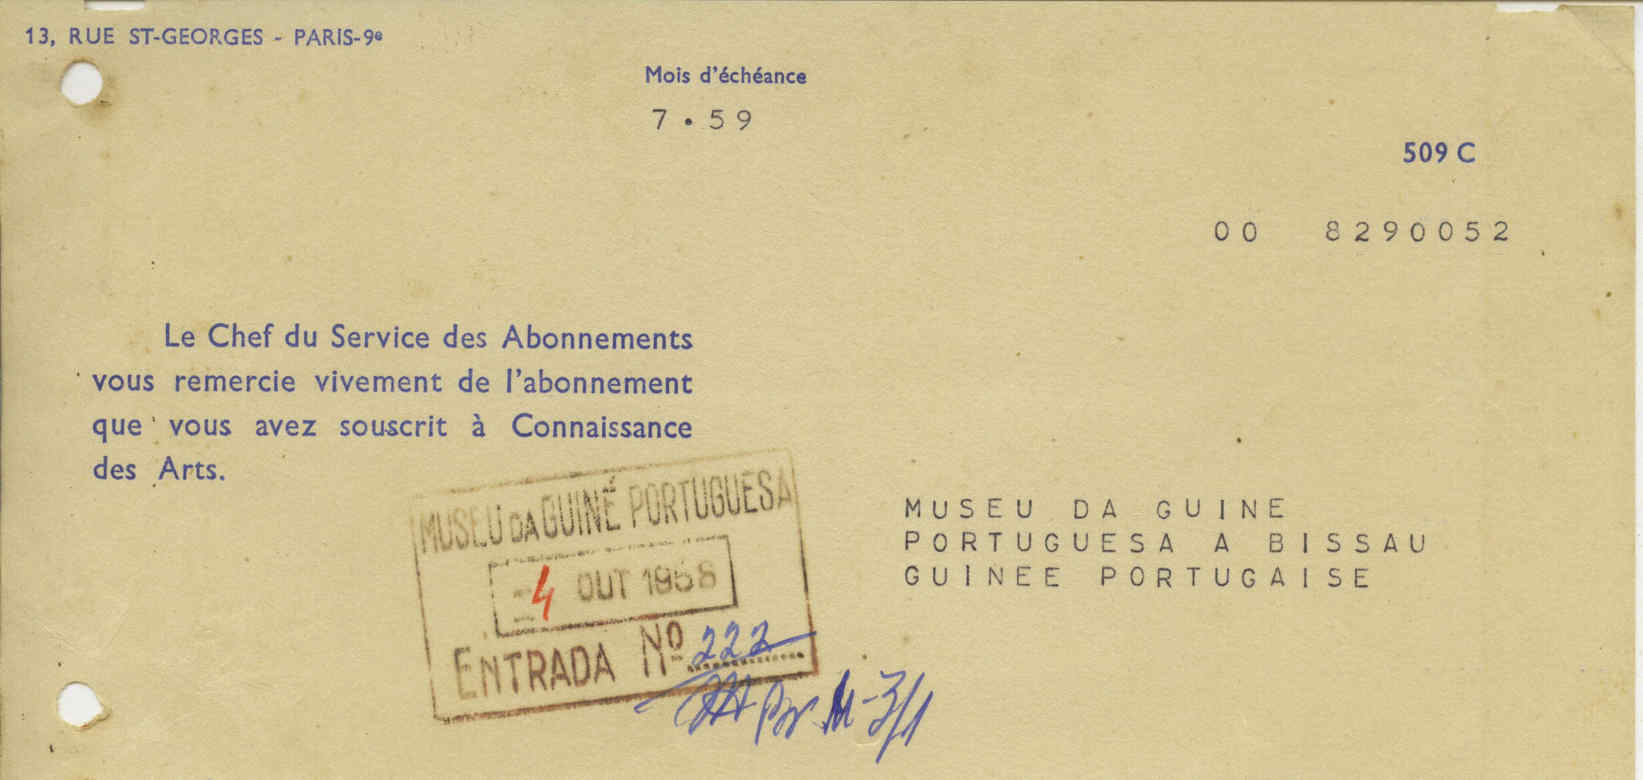 13, RUE ST-GEORGES - PARIS-9e
Mois d'échéance
7 • 59
509 C
00 8290052
Le Chef du Service des Abonnements
vous remercie vivement de l'abonnement
que vous avez souscrit à Connaissance
des Arts.
MUSEU DA GUINÉ PORTUGUESA
-4 OUT 1958
ENTRADA Nº 222
MUSEU DA GUINE
PORTUGUESA A BISSAU
GUINEE PORTUGAISE
M-3/1